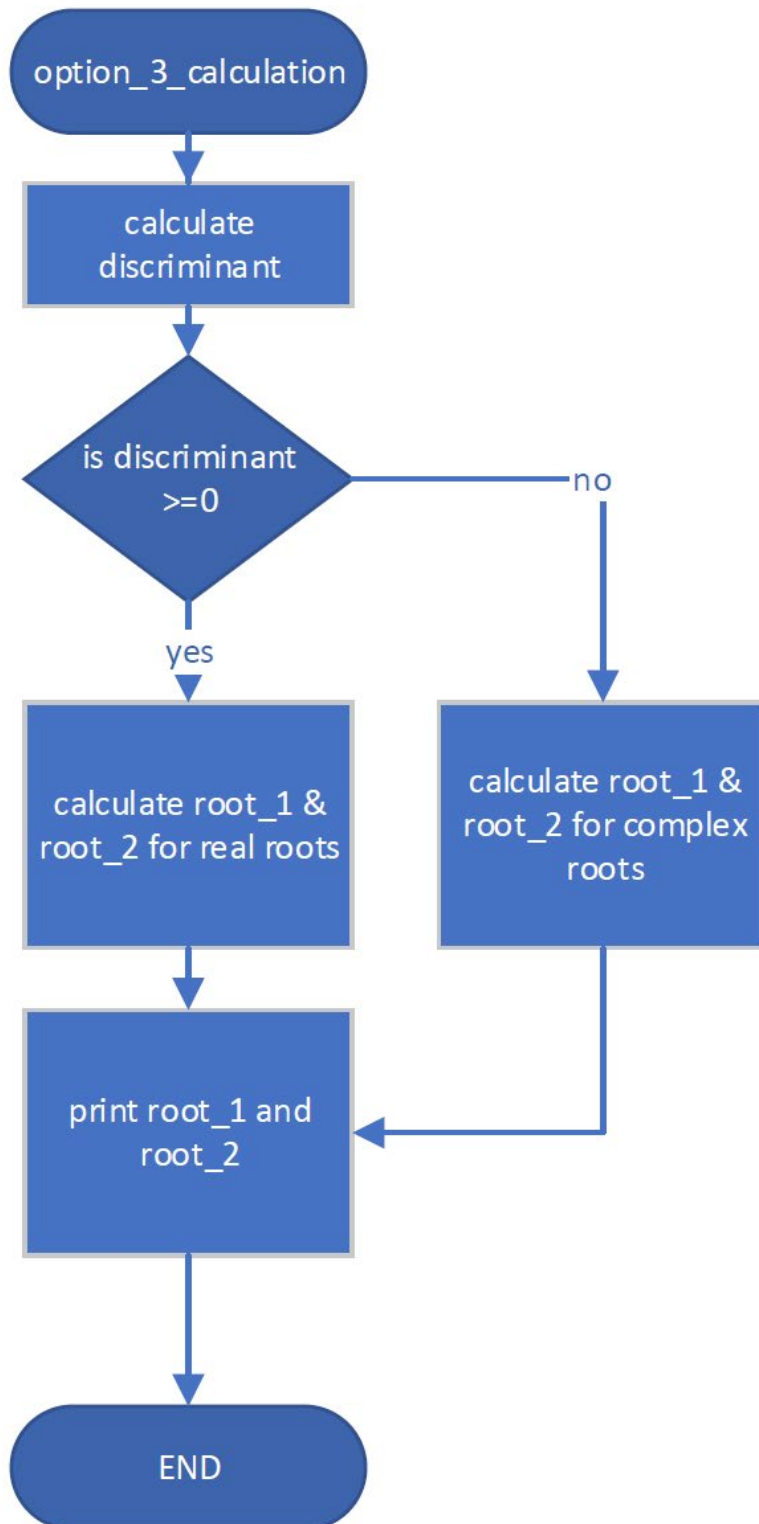 option_3_calculation
calculate
discriminant
is discriminant
>=0
no
yes
calculate root_1 &
root_2 for real roots
calculate root_1 &
root_2 for complex
roots
print root_1 and
root_2
END